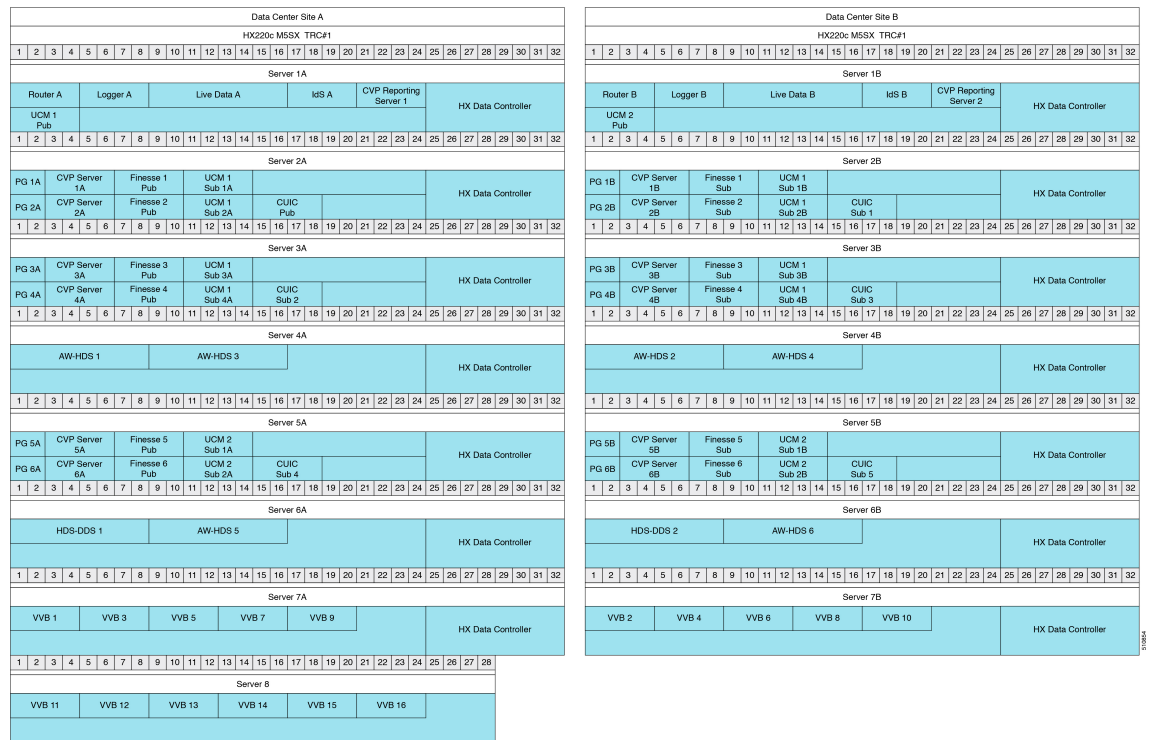 Data Center Site A
HX220c M5SX TRC#1
1 2 3 4 5 6 7 8 9 10 11 12 13 14 15 16 17 18 19 20 21 22 23 24 25 26 27 28 29 30 31 32
Server 1A
Router A Logger A Live Data A IdS A CVP Reporting
Server 1
HX Data Controller
UCM 1
Pub
1 2 3 4 5 6 7 8 9 10 11 12 13 14 15 16 17 18 19 20 21 22 23 24 25 26 27 28 29 30 31 32
Server 2A
PG 1A CVP Server Finesse 1 UCM 1
1A Pub Sub 1A
HX Data Controller
PG 2A CVP Server Finesse 2 UCM 1 CUIC
2A Pub Sub 2A Pub
1 2 3 4 5 6 7 8 9 10 11 12 13 14 15 16 17 18 19 20 21 22 23 24 25 26 27 28 29 30 31 32
Server 3A
PG 3A CVP Server Finesse 3 UCM 1
3A Pub Sub 3A
HX Data Controller
PG 4A CVP Server Finesse 4 UCM 1 CUIC
4A Pub Sub 4A Sub 2
1 2 3 4 5 6 7 8 9 10 11 12 13 14 15 16 17 18 19 20 21 22 23 24 25 26 27 28 29 30 31 32
Server 4A
AW-HDS 1 AW-HDS 3
HX Data Controller
1 2 3 4 5 6 7 8 9 10 11 12 13 14 15 16 17 18 19 20 21 22 23 24 25 26 27 28 29 30 31 32
Server 5A
PG 5A CVP Server Finesse 5 UCM 2
5A Pub Sub 1A
HX Data Controller
PG 6A CVP Server Finesse 6 UCM 2 CUIC
6A Pub Sub 2A Sub 4
1 2 3 4 5 6 7 8 9 10 11 12 13 14 15 16 17 18 19 20 21 22 23 24 25 26 27 28 29 30 31 32
Server 6A
HDS-DDS 1 AW-HDS 5
HX Data Controller
1 2 3 4 5 6 7 8 9 10 11 12 13 14 15 16 17 18 19 20 21 22 23 24 25 26 27 28 29 30 31 32
Server 7A
VVB 1 VVB 3 VVB 5 VVB 7 VVB 9
HX Data Controller
1 2 3 4 5 6 7 8 9 10 11 12 13 14 15 16 17 18 19 20 21 22 23 24 25 26 27 28
Server 8
VVB 11 VVB 12 VVB 13 VVB 14 VVB 15 VVB 16
Data Center Site B
HX220c M5SX TRC#1
1 2 3 4 5 6 7 8 9 10 11 12 13 14 15 16 17 18 19 20 21 22 23 24 25 26 27 28 29 30 31 32
Server 1B
Router B Logger B Live Data B IdS B CVP Reporting
Server 2
HX Data Controller
UCM 2
Pub
1 2 3 4 5 6 7 8 9 10 11 12 13 14 15 16 17 18 19 20 21 22 23 24 25 26 27 28 29 30 31 32
Server 2B
PG 1B CVP Server Finesse 1 UCM 1
1B Sub Sub 1B
HX Data Controller
PG 2B CVP Server Finesse 2 UCM 1 CUIC
2B Sub Sub 2B Sub 1
1 2 3 4 5 6 7 8 9 10 11 12 13 14 15 16 17 18 19 20 21 22 23 24 25 26 27 28 29 30 31 32
Server 3B
PG 3B CVP Server Finesse 3 UCM 1
3B Sub Sub 3B
HX Data Controller
PG 4B CVP Server Finesse 4 UCM 1 CUIC
4B Sub Sub 4B Sub 3
1 2 3 4 5 6 7 8 9 10 11 12 13 14 15 16 17 18 19 20 21 22 23 24 25 26 27 28 29 30 31 32
Server 4B
AW-HDS 2 AW-HDS 4
HX Data Controller
1 2 3 4 5 6 7 8 9 10 11 12 13 14 15 16 17 18 19 20 21 22 23 24 25 26 27 28 29 30 31 32
Server 5B
PG 5B CVP Server Finesse 5 UCM 2
5B Sub Sub 1B
HX Data Controller
PG 6B CVP Server Finesse 6 UCM 2 CUIC
6B Sub Sub 2B Sub 5
1 2 3 4 5 6 7 8 9 10 11 12 13 14 15 16 17 18 19 20 21 22 23 24 25 26 27 28 29 30 31 32
Server 6B
HDS-DDS 2 AW-HDS 6
HX Data Controller
1 2 3 4 5 6 7 8 9 10 11 12 13 14 15 16 17 18 19 20 21 22 23 24 25 26 27 28 29 30 31 32
Server 7B
VVB 2 VVB 4 VVB 6 VVB 8 VVB 10
HX Data Controller
510854